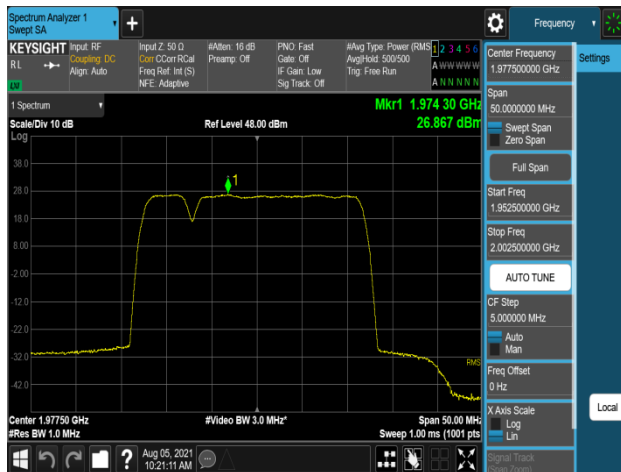 Spectrum Analyzer 1
Swept SA
Frequency
KEYSIGHT
RL
Input: RF
Coupling: DC
Align: Auto
Input Z: 50 Ω
Corr CCorr RCal
Freq Ref: Int (S)
NFE: Adaptive
#Atten: 16 dB
Preamp: Off
PNO: Fast
Gate: Off
IF Gain: Low
Sig Track: Off
#Avg Type: Power (RMS
Avg|Hold: 500/500
Trig: Free Run
1 2 3 4 5 6
A W W W W W
A N N N N N
1 Spectrum
Scale/Div 10 dB
Log
Ref Level 48.00 dBm
Mkr1 1.974 30 GHz
26.867 dBm
1
38.0
28.0
18.0
8.00
-2.00
-12.0
-22.0
-32.0
-42.0
RMS
Center 1.97750 GHz
#Res BW 1.0 MHz
#Video BW 3.0 MHz*
Span 50.00 MHz
Sweep 1.00 ms (1001 pts
Aug 05, 2021
10:21:11 AM
Center Frequency
1.977500000 GHz
Span
50.0000000 MHz
Swept Span
Zero Span
Full Span
Start Freq
1.952500000 GHz
Stop Freq
2.002500000 GHz
AUTO TUNE
CF Step
5.000000 MHz
Auto
Man
Freq Offset
0 Hz
X Axis Scale
Log
Lin
Signal Track
(Span Zoom)
Settings
Local